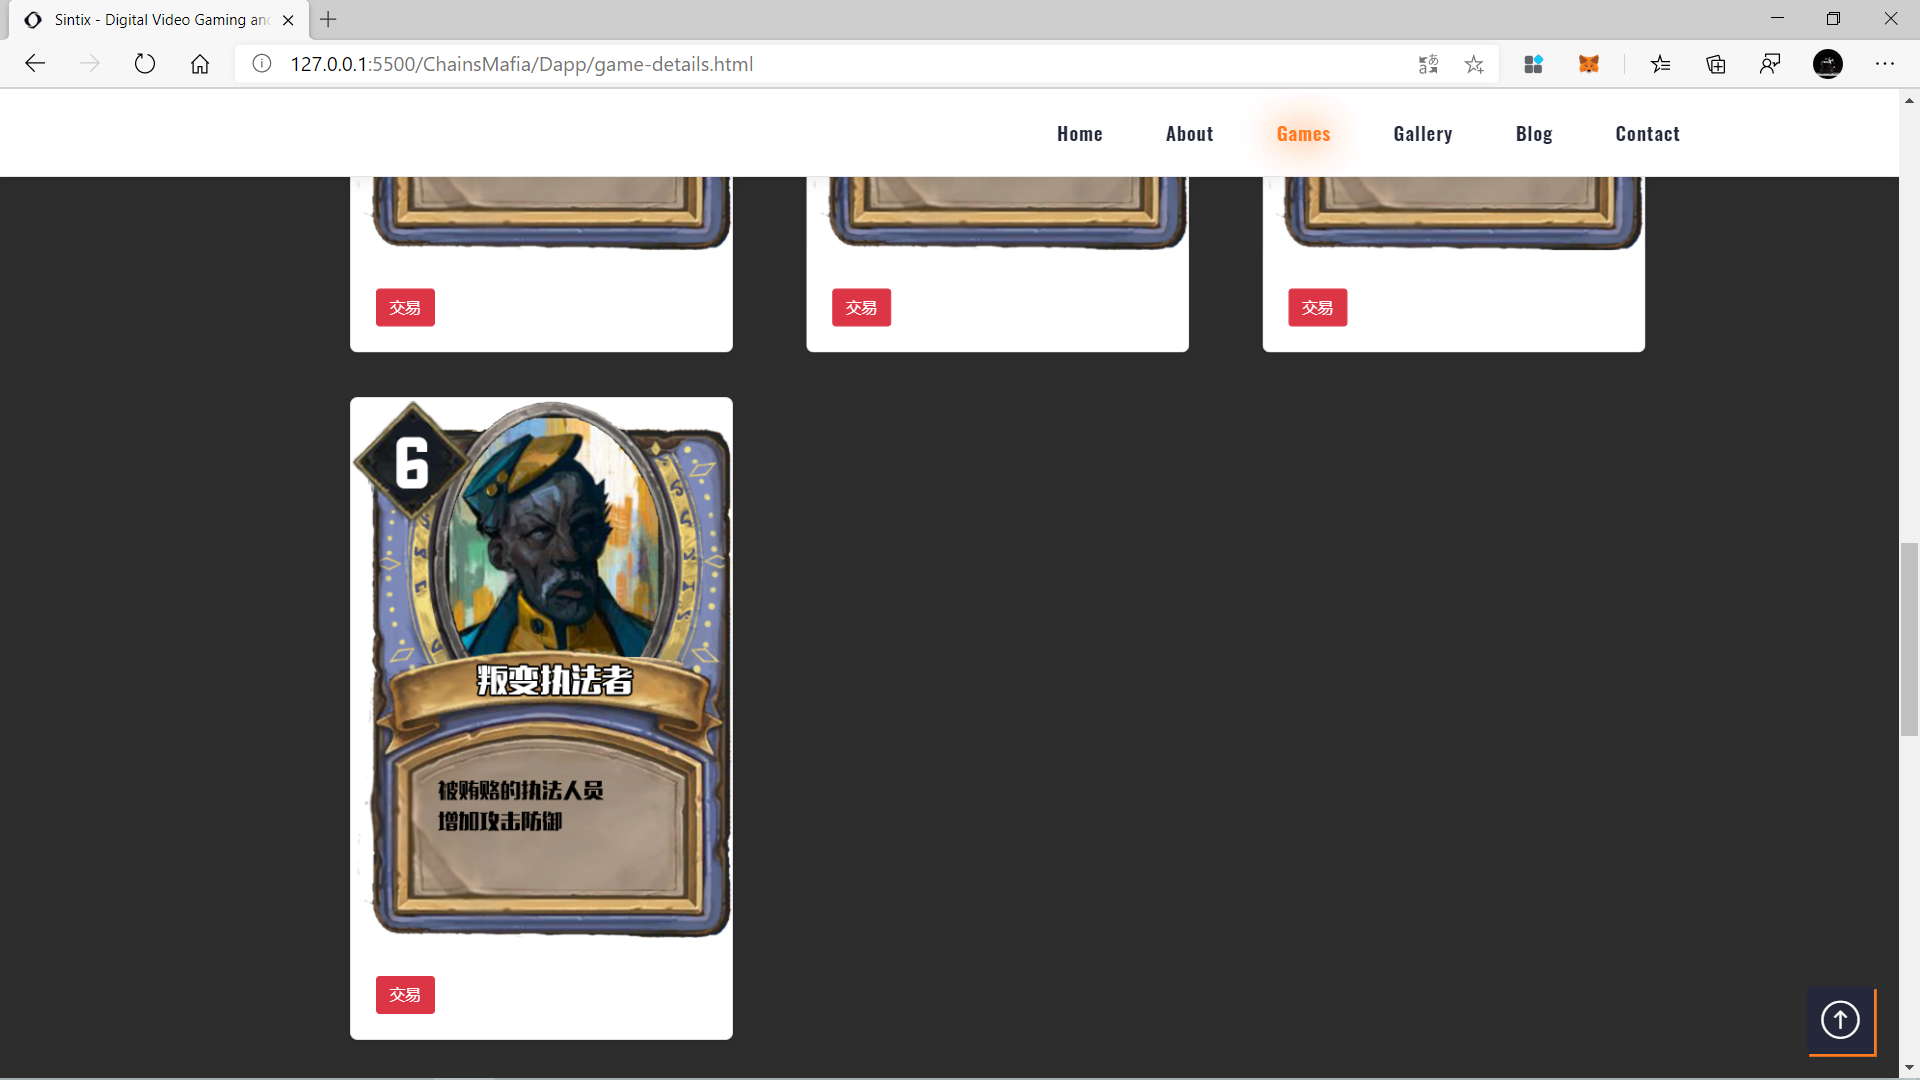 Sintix - Digital Video Gaming and
127.0.0.1:5500/ChainsMafia/Dapp/game-details.html
Home
About
Games
Gallery
Blog
Contact
交易
交易
交易
6
叛变执法者
被贿赂的执法人员
增加攻击防御
交易